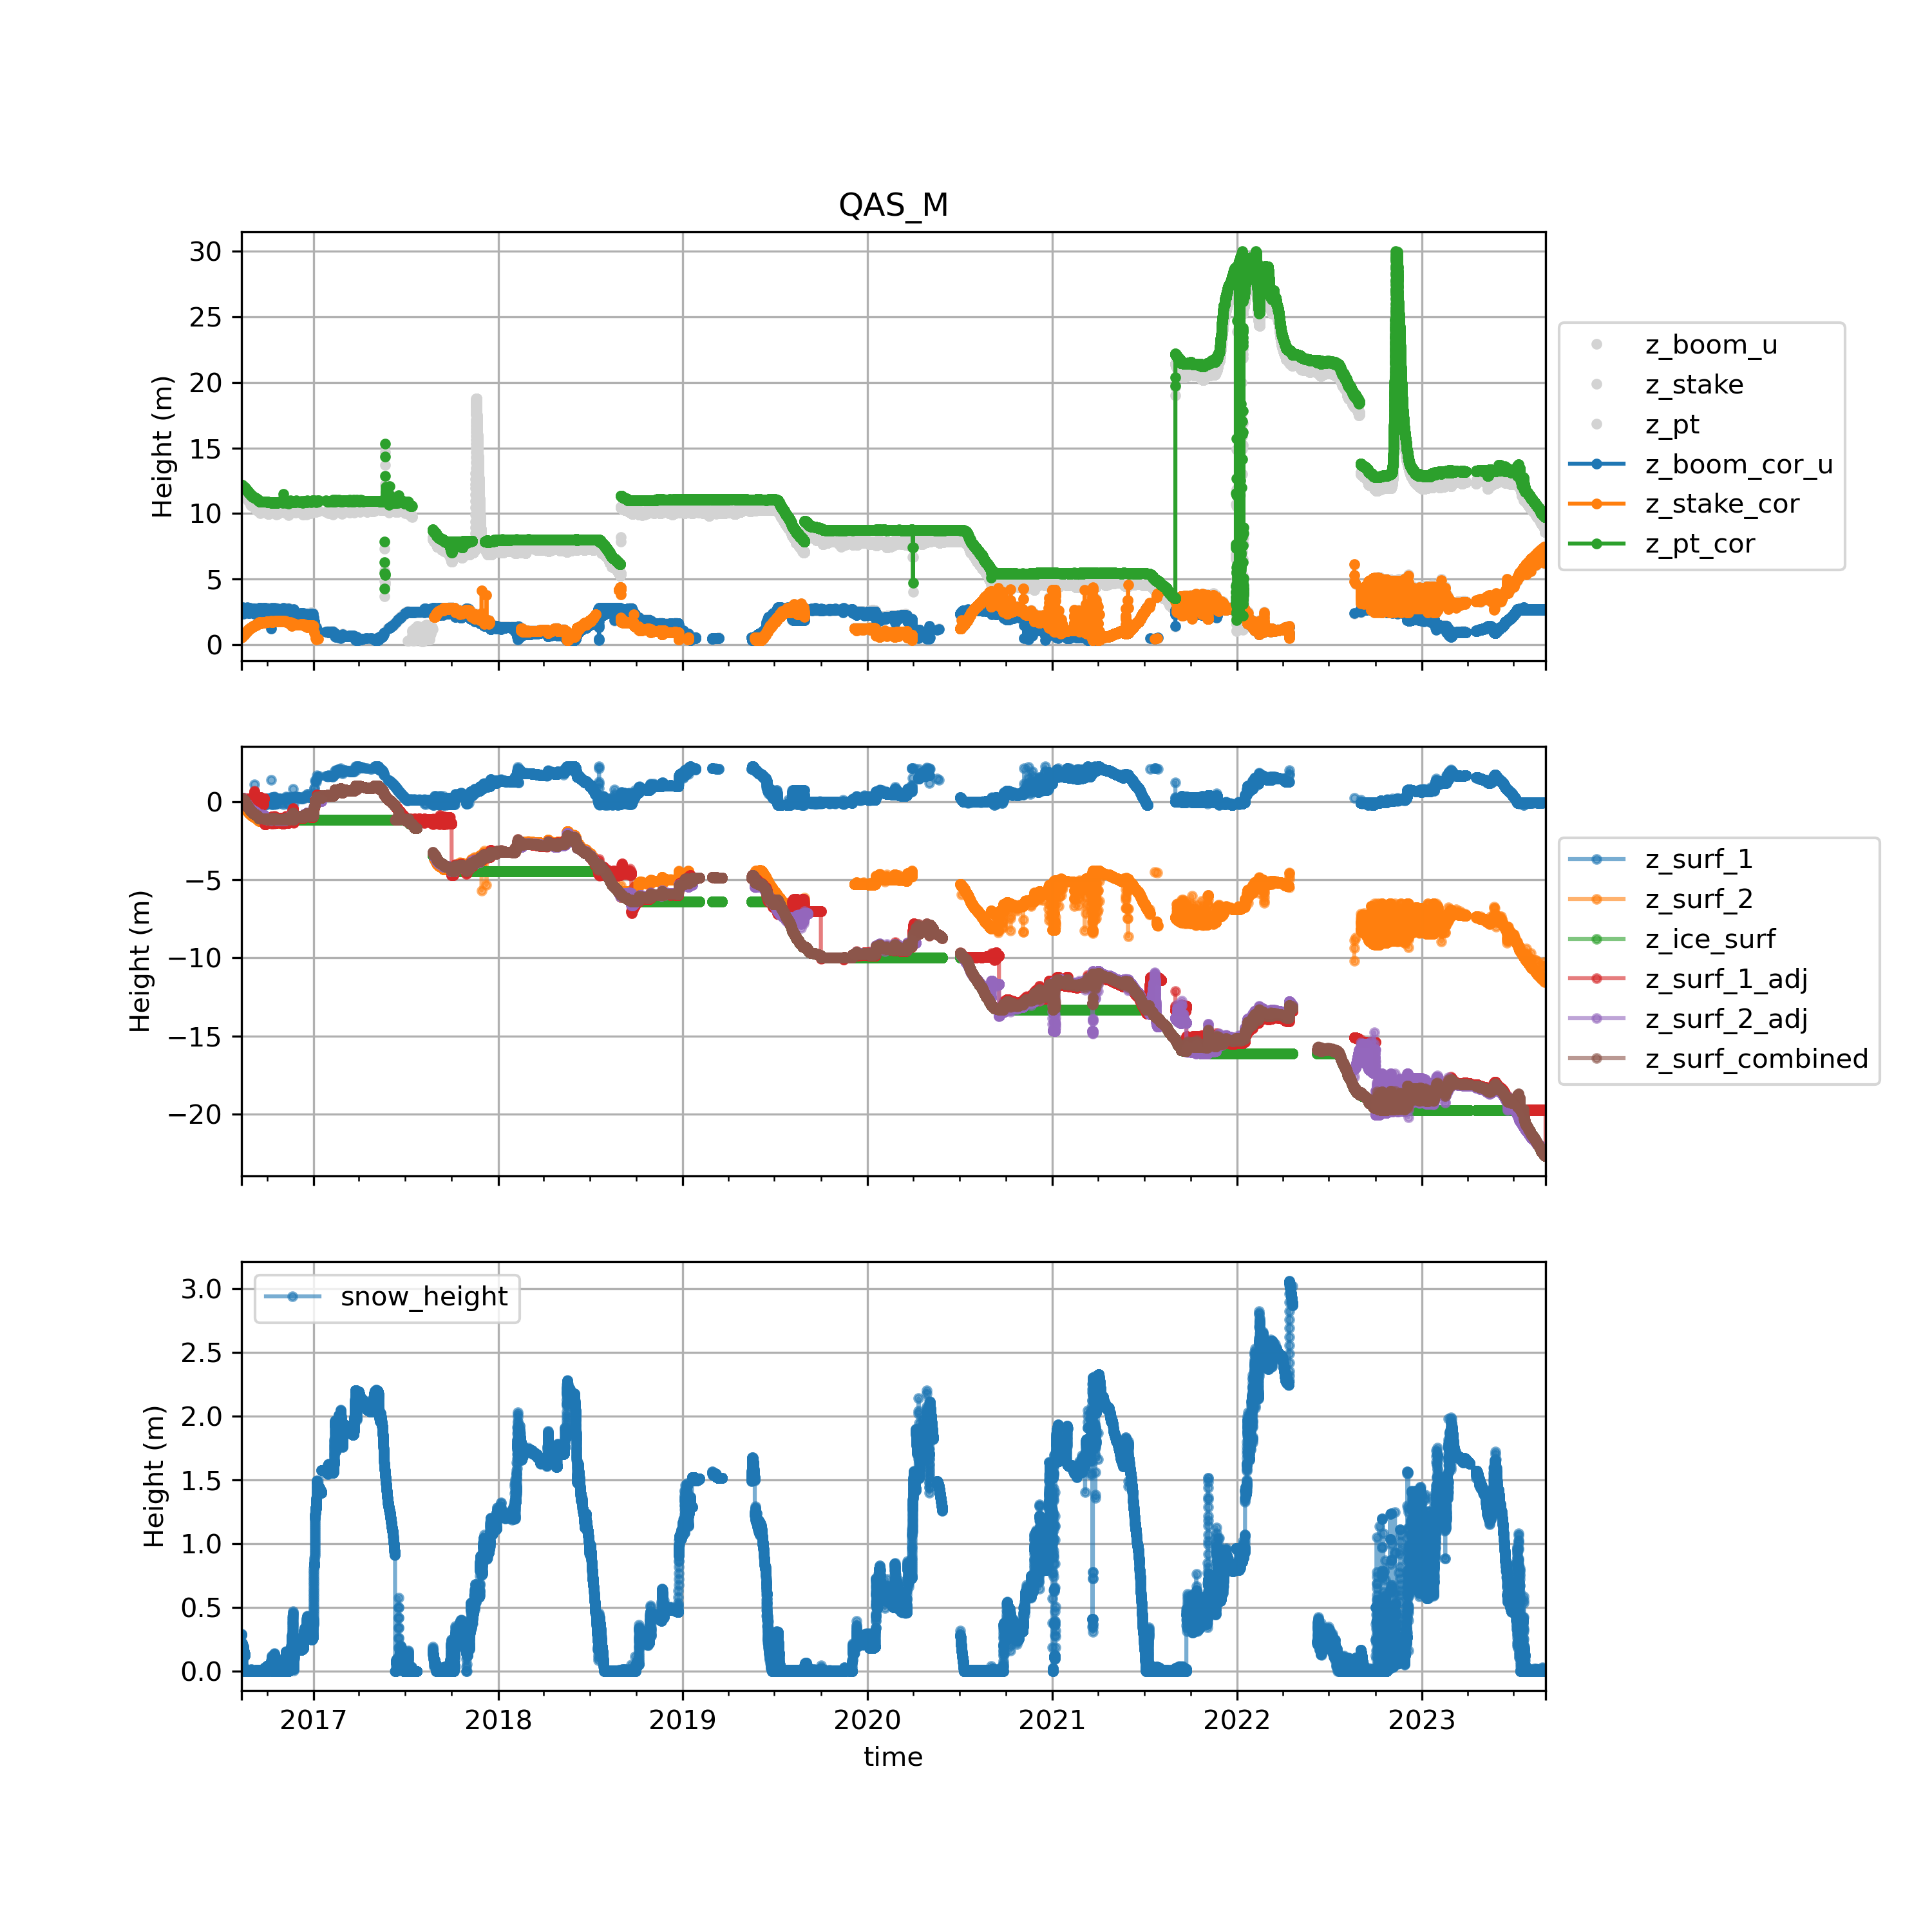 QAS_M
30
25
20
15
10
5
0
Height (m)
z_boom_u
z_stake
z_pt
z_boom_cor_u
z_stake_cor
z_pt_cor
0
−5
−10
−15
−20
Height (m)
z_surf_1
z_surf_2
z_ice_surf
z_surf_1_adj
z_surf_2_adj
z_surf_combined
3.0
2.5
2.0
1.5
1.0
0.5
0.0
Height (m)
snow_height
2017 2018 2019 2020 2021 2022 2023
time